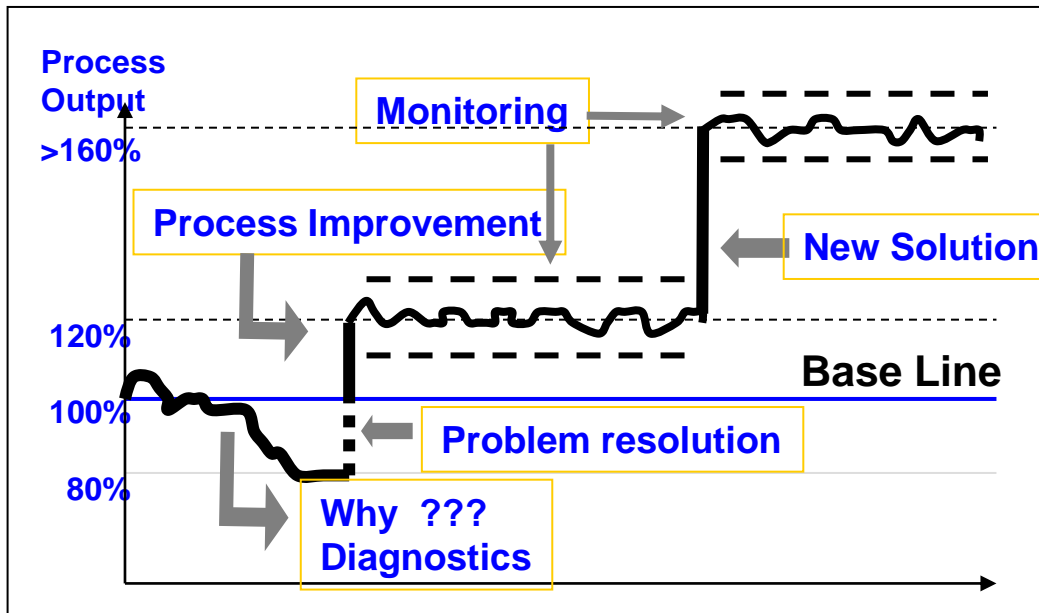 Process
Output
>160%
Monitoring
Process Improvement
New Solution
120%
Base Line
100%
Problem resolution
80%
Why ???
Diagnostics